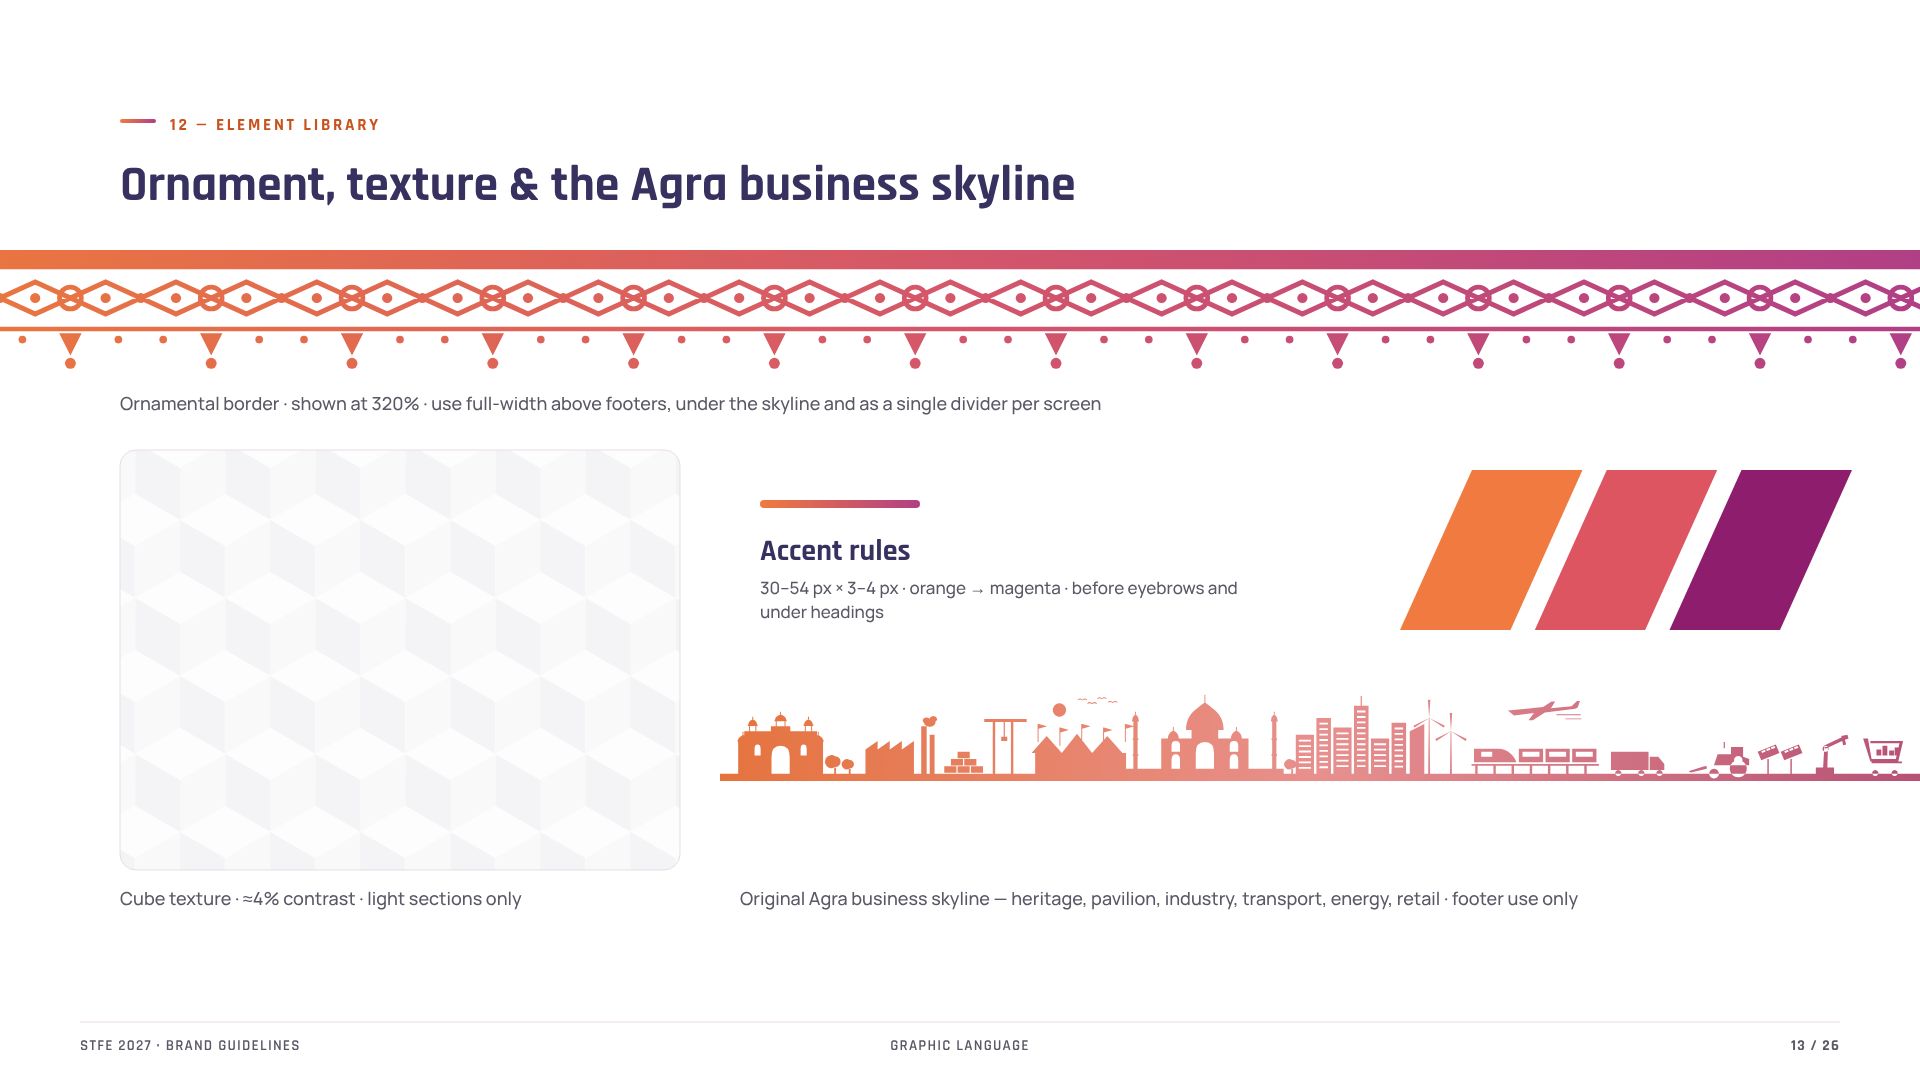 12 — ELEMENT LIBRARY
Ornament, texture & the Agra business skyline
Ornamental border · shown at 320% · use full-width above footers, under the skyline and as a single divider per screen
Accent rules
30–54 px × 3–4 px · orange → magenta · before eyebrows and
under headings
Cube texture · ≈4% contrast · light sections only
Original Agra business skyline — heritage, pavilion, industry, transport, energy, retail · footer use only
STFE 2027 · BRAND GUIDELINES
GRAPHIC LANGUAGE
13 / 26